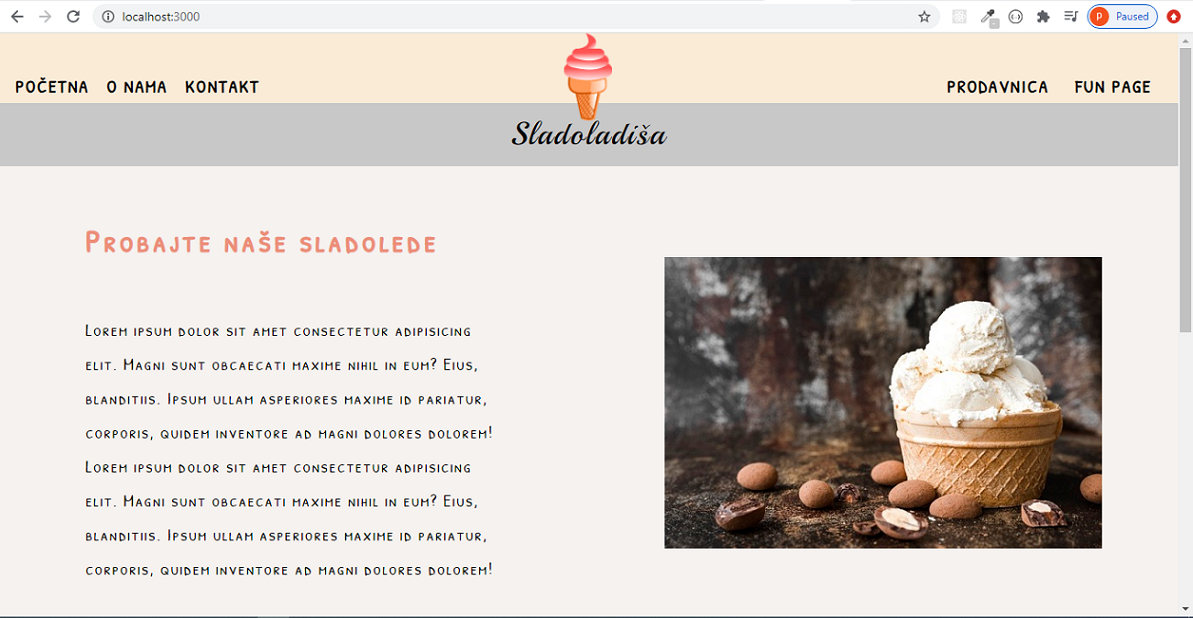 localhost:3000
P Paused
POČETNA O NAMA KONTAKT
PRODAVNICA FUN PAGE
Sladoladiša
Probajte naše sladolede
Lorem ipsum dolor sit amet consectetur adipisicing
elit. Magni sunt obcaecati maxime nihil in eum? Eius,
blanditiis. Ipsum ullam asperiores maxime id pariatur,
corporis, quidem inventore ad magni dolores dolorem!
Lorem ipsum dolor sit amet consectetur adipisicing
elit. Magni sunt obcaecati maxime nihil in eum? Eius,
blanditiis. Ipsum ullam asperiores maxime id pariatur,
corporis, quidem inventore ad magni dolores dolorem!